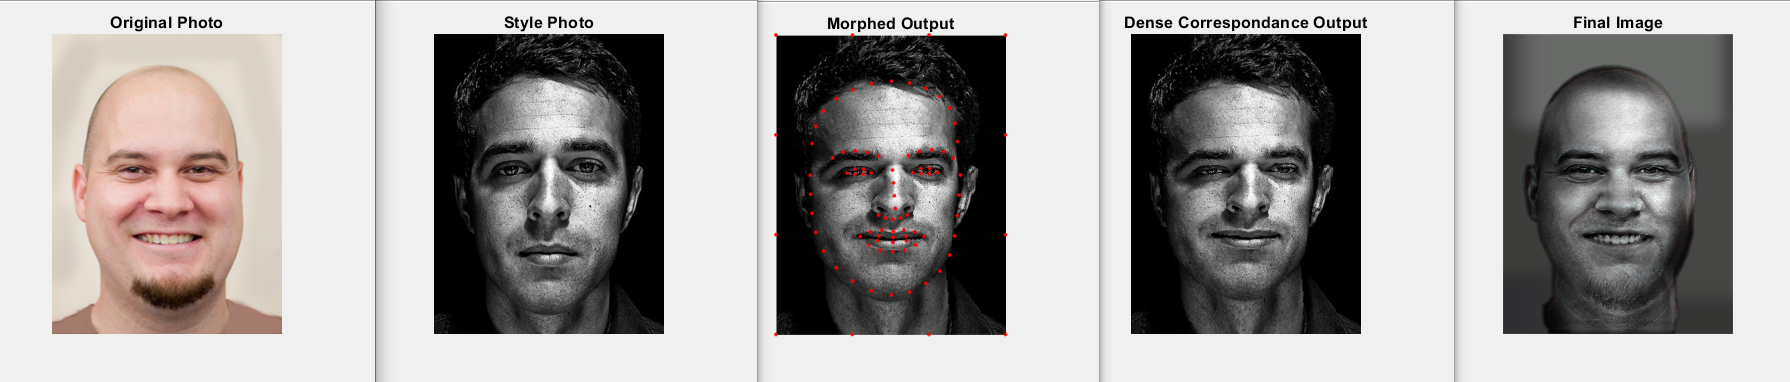 Original Photo
Style Photo
Morphed Output
Dense Correspondance Output
Final Image